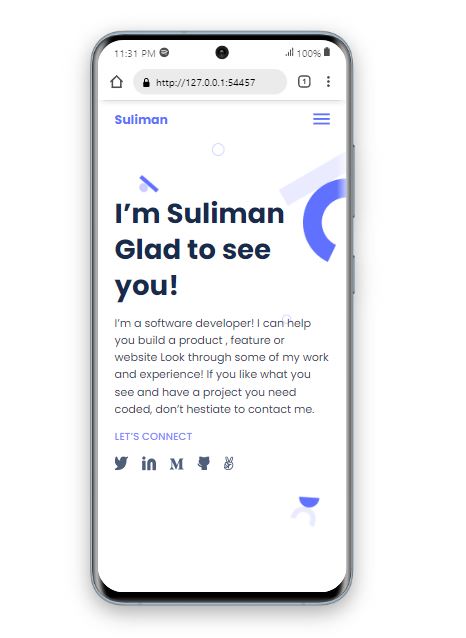 11:31 PM
100%
http://127.0.0.1:54457
1
Suliman
I’m Suliman
Glad to see
you!
I’m a software developer! I can help
you build a product , feature or
website Look through some of my work
and experience! If you like what you
see and have a project you need
coded, don’t hestiate to contact me.
LET’S CONNECT